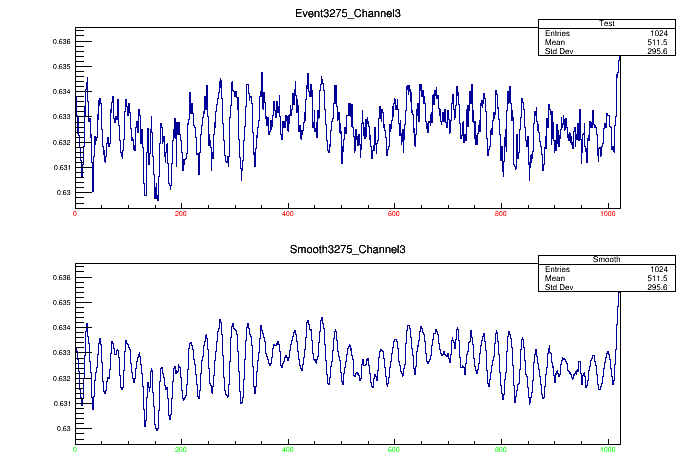 Event3275_Channel3
Test
Entries 1024
Mean 511.5
Std Dev 295.6
0.636
0.635
0.634
0.633
0.632
0.631
0.63
0 200 400 600 800 1000
Smooth3275_Channel3
Smooth
Entries 1024
Mean 511.5
Std Dev 295.6
0.636
0.635
0.634
0.633
0.632
0.631
0.63
0 200 400 600 800 1000